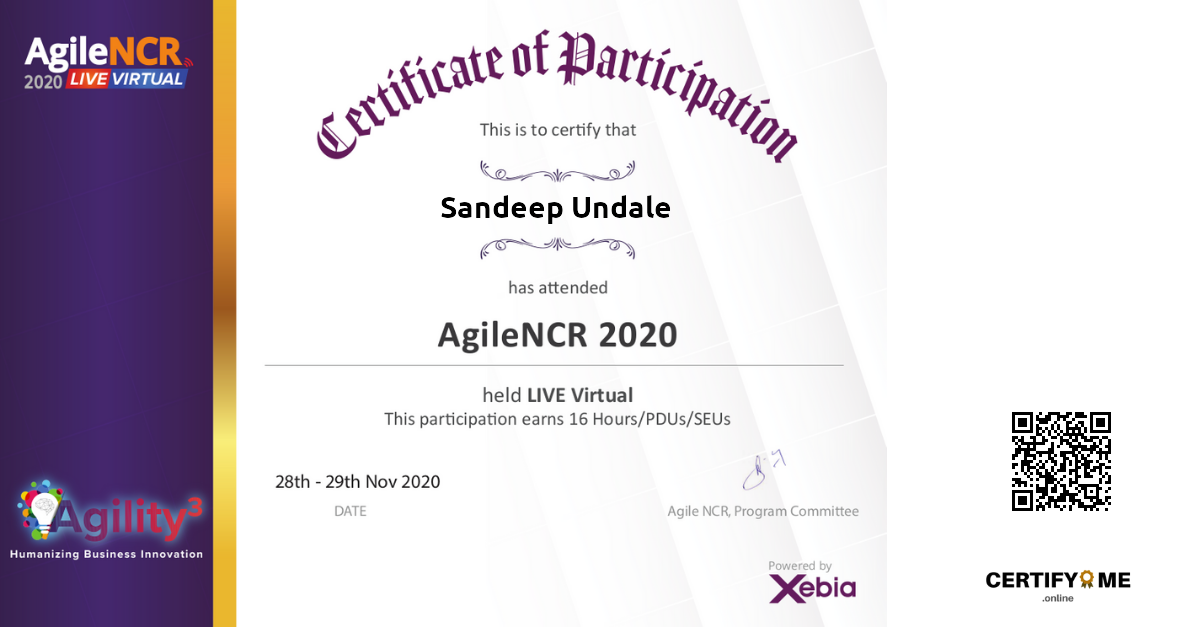 AgileNCR
2020 LIVE VIRTUAL
Certificate of Participation
This is to certify that
Sandeep Undale
has attended
AgileNCR 2020
held LIVE Virtual
This participation earns 16 Hours/PDUs/SEUs
28th - 29th Nov 2020
DATE
Agile NCR, Program Committee
Agility³
Humanizing Business Innovation
Powered by
Xebia
CERTIFY ME
.online